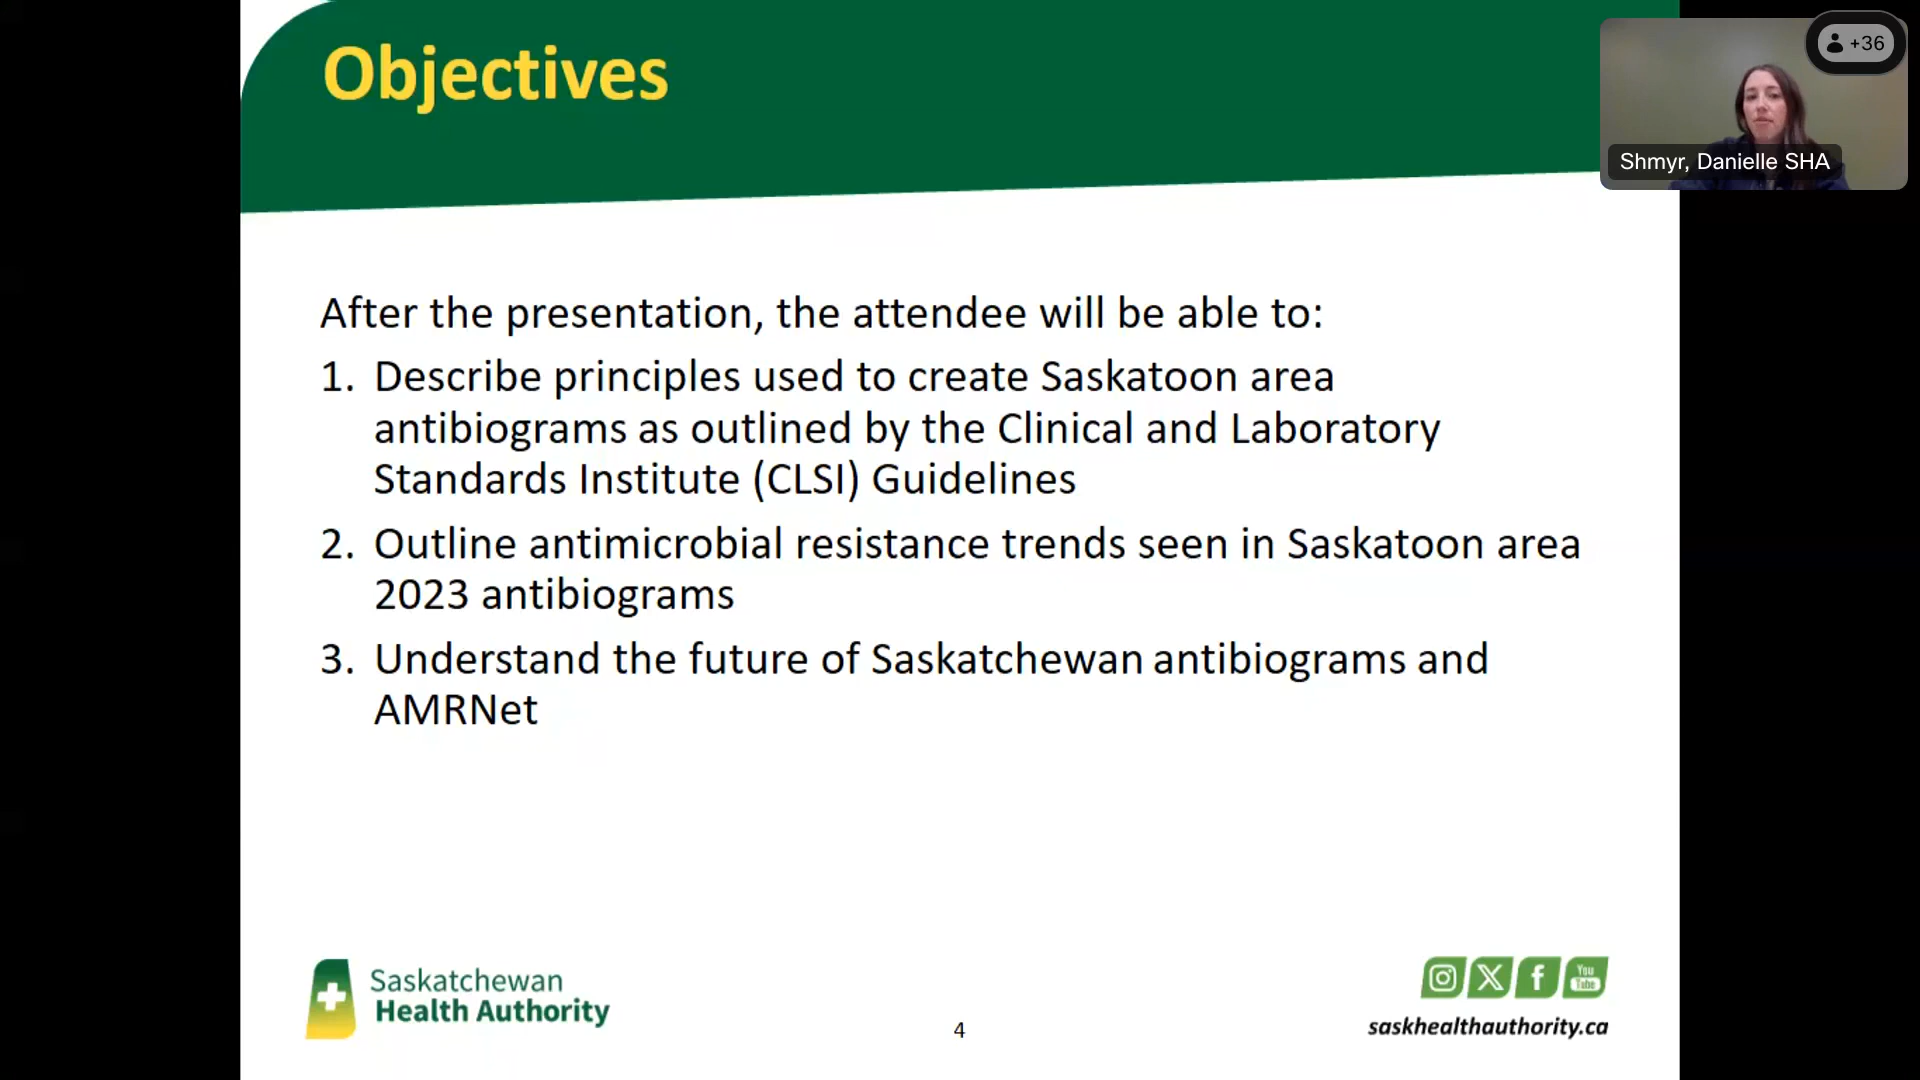 Objectives
+36
Shmyr, Danielle SHA
After the presentation, the attendee will be able to:
1. Describe principles used to create Saskatoon area
antibiograms as outlined by the Clinical and Laboratory
Standards Institute (CLSI) Guidelines
2. Outline antimicrobial resistance trends seen in Saskatoon area
2023 antibiograms
3. Understand the future of Saskatchewan antibiograms and
AMRNet
Saskatchewan
Health Authority
4
You
Tube
saskhealthauthority.ca